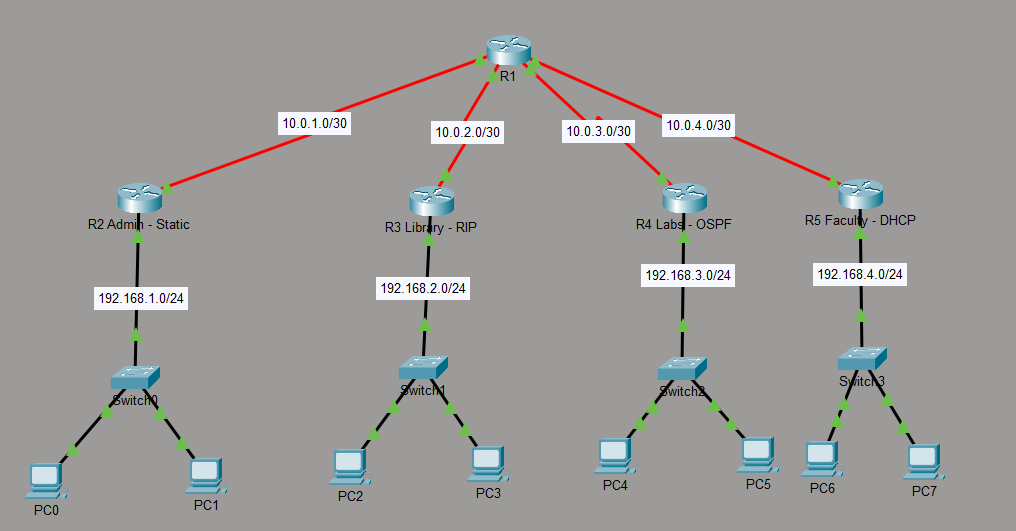 R1
10.0.1.0/30
10.0.2.0/30
10.0.3.0/30
10.0.4.0/30
R2 Admin - Static
R3 Library - RIP
R4 Labs - OSPF
R5 Faculty - DHCP
192.168.1.0/24
192.168.2.0/24
192.168.3.0/24
192.168.4.0/24
Switch0
Switch1
Switch2
Switch3
PC0
PC1
PC2
PC3
PC4
PC5
PC6
PC7